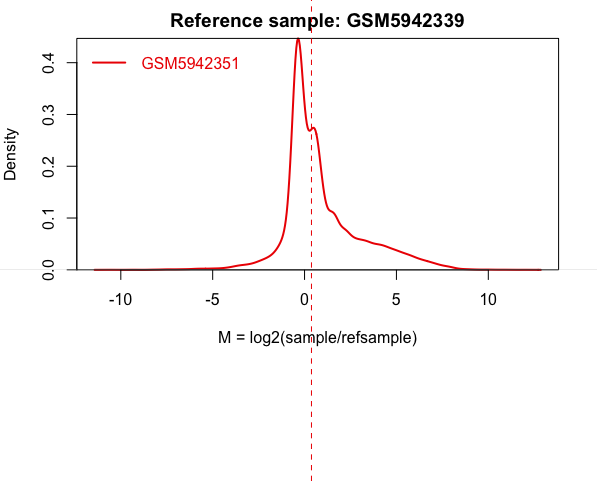 Reference sample: GSM5942339
GSM5942351
Density
0.4
0.3
0.2
0.1
0.0
-10 -5 0 5 10
M = log2(sample/refsample)